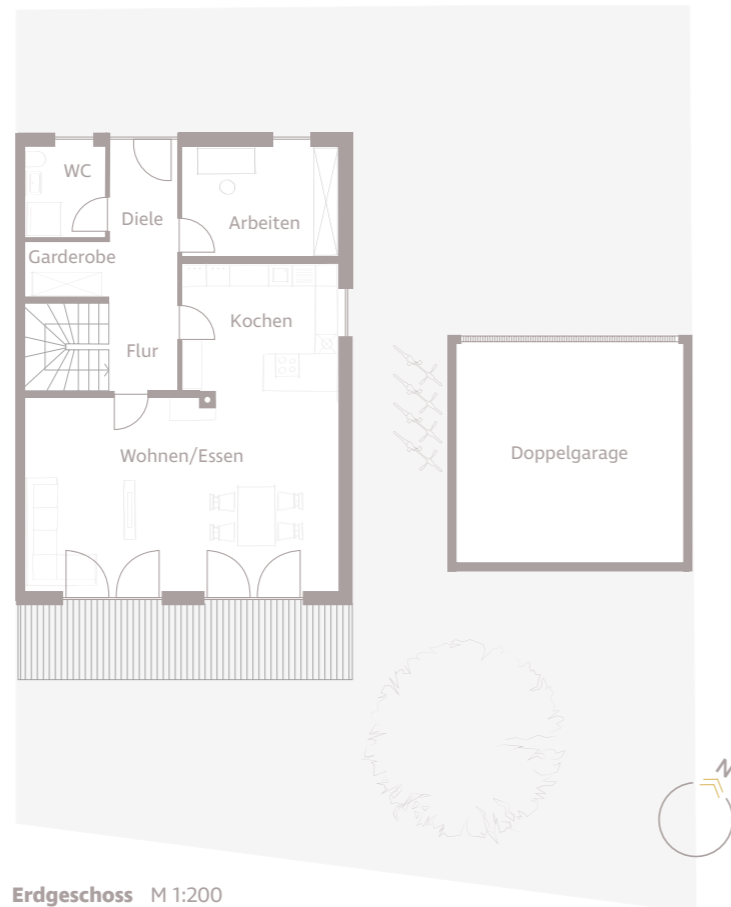 WC
Diele
Arbeiten
Garderobe
Kochen
Flur
Wohnen/Essen
Doppelgarage
N
Erdgeschoss M 1:200